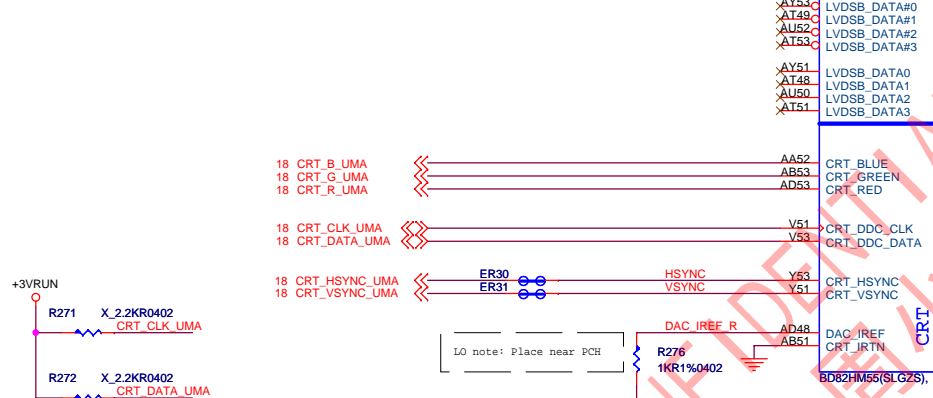 AY53 LVDSB_DATA#0
AT49 LVDSB_DATA#1
AU52 LVDSB_DATA#2
AT53 LVDSB_DATA#3
AY51 LVDSB_DATA0
AT48 LVDSB_DATA1
AU50 LVDSB_DATA2
AT51 LVDSB_DATA3
18 CRT_B_UMA AA52 CRT_BLUE
18 CRT_G_UMA AB53 CRT_GREEN
18 CRT_R_UMA AD53 CRT_RED
18 CRT_CLK_UMA V51 CRT_DDC_CLK
18 CRT_DATA_UMA V53 CRT_DDC_DATA
18 CRT_HSYNC_UMA ER30 HSYNC Y53 CRT_HSYNC
18 CRT_VSYNC_UMA ER31 VSYNC Y51 CRT_VSYNC
+3VRUN
R271 X_2.2KR0402
CRT_CLK_UMA
DAC_IREF_R AD48 DAC_IREF
AB51 CRT_IRTN
CRT
LO note: Place near PCH
R276
1KR1%0402
R272 X_2.2KR0402
CRT_DATA_UMA
BD82HM55(SLGZS),
IDENTIA